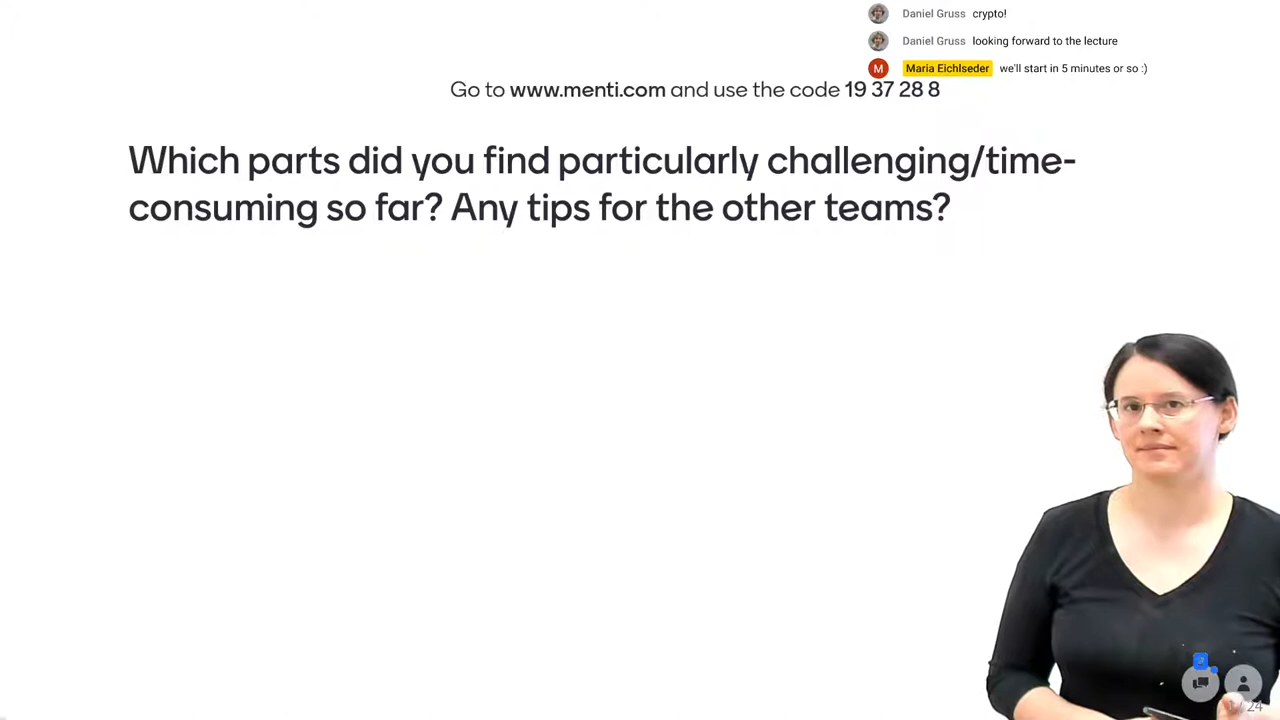 Daniel Gruss crypto!
Daniel Gruss looking forward to the lecture
M Maria Eichlseder we'll start in 5 minutes or so :)
Go to www.menti.com and use the code 19 37 28 8
Which parts did you find particularly challenging/time-
consuming so far? Any tips for the other teams?
/ 24